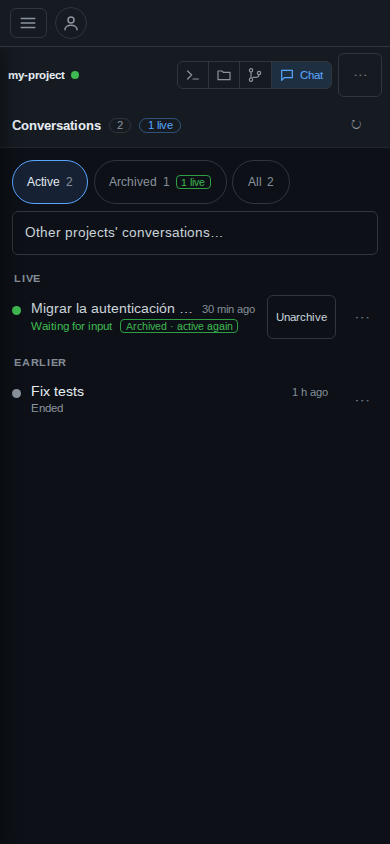 my-project
Chat
...
Conversations 2 1 live
Active 2 Archived 1 1 live All 2
Other projects' conversations…
LIVE
Migrar la autenticación … 30 min ago
Unarchive
...
Waiting for input Archived · active again
EARLIER
Fix tests 1 h ago
...
Ended